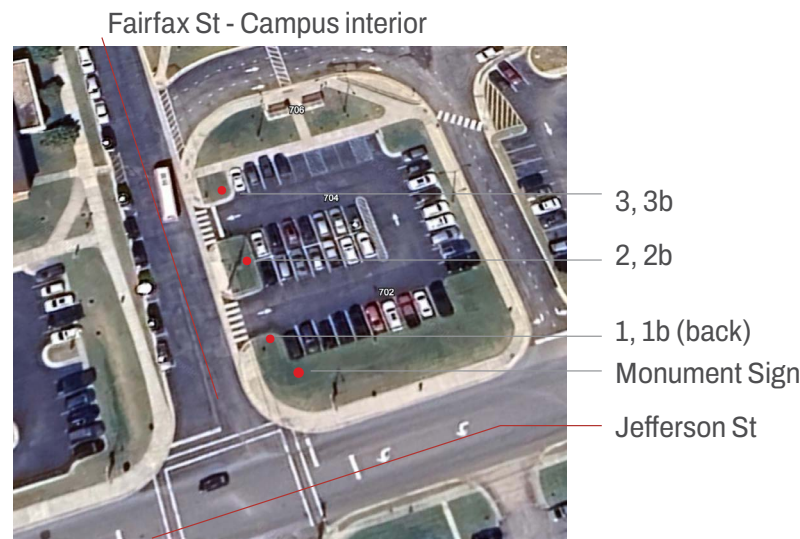 Fairfax St - Campus interior
706
3, 3b
704
2, 2b
702
1, 1b (back)
Monument Sign
Jefferson St